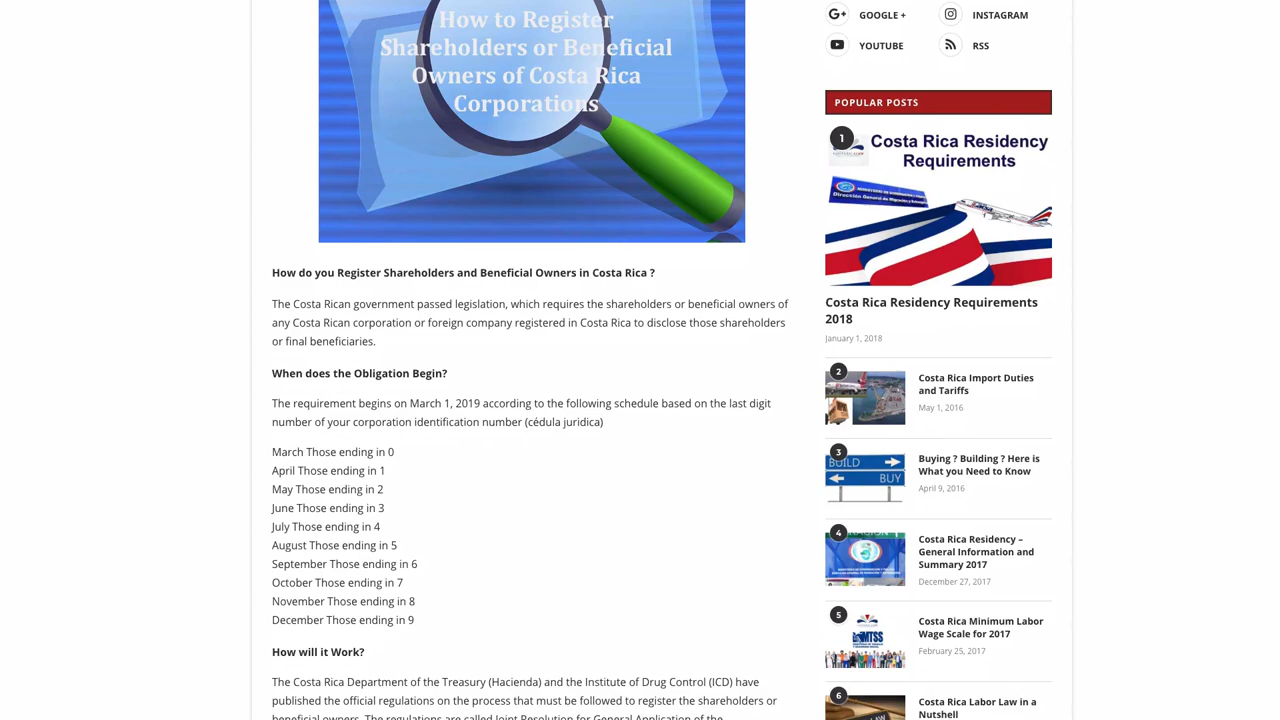 How to Register
Shareholders or Beneficial
Owners of Costa Rica
Corporations
How do you Register Shareholders and Beneficial Owners in Costa Rica ?
The Costa Rican government passed legislation, which requires the shareholders or beneficial owners of
any Costa Rican corporation or foreign company registered in Costa Rica to disclose those shareholders
or final beneficiaries.
When does the Obligation Begin?
The requirement begins on March 1, 2019 according to the following schedule based on the last digit
number of your corporation identification number (cédula juridica)
March Those ending in 0
April Those ending in 1
May Those ending in 2
June Those ending in 3
July Those ending in 4
August Those ending in 5
September Those ending in 6
October Those ending in 7
November Those ending in 8
December Those ending in 9
How will it Work?
The Costa Rica Department of the Treasury (Hacienda) and the Institute of Drug Control (ICD) have
published the official regulations on the process that must be followed to register the shareholders or
beneficial owners. The regulations are called Joint Resolution for General Application of the
GOOGLE +
INSTAGRAM
YOUTUBE
RSS
POPULAR POSTS
1
Costa Rica Residency
Requirements
Dirección General de Migración y
Costa Rica Residency Requirements
2018
January 1, 2018
2
Costa Rica Import Duties
and Tariffs
May 1, 2016
3
BUILD
BUY
Buying ? Building ? Here is
What you Need to Know
April 9, 2016
4
Costa Rica Residency –
General Information and
Summary 2017
December 27, 2017
5
MTSS
Costa Rica Minimum Labor
Wage Scale for 2017
February 25, 2017
6
Costa Rica Labor Law in a
Nutshell